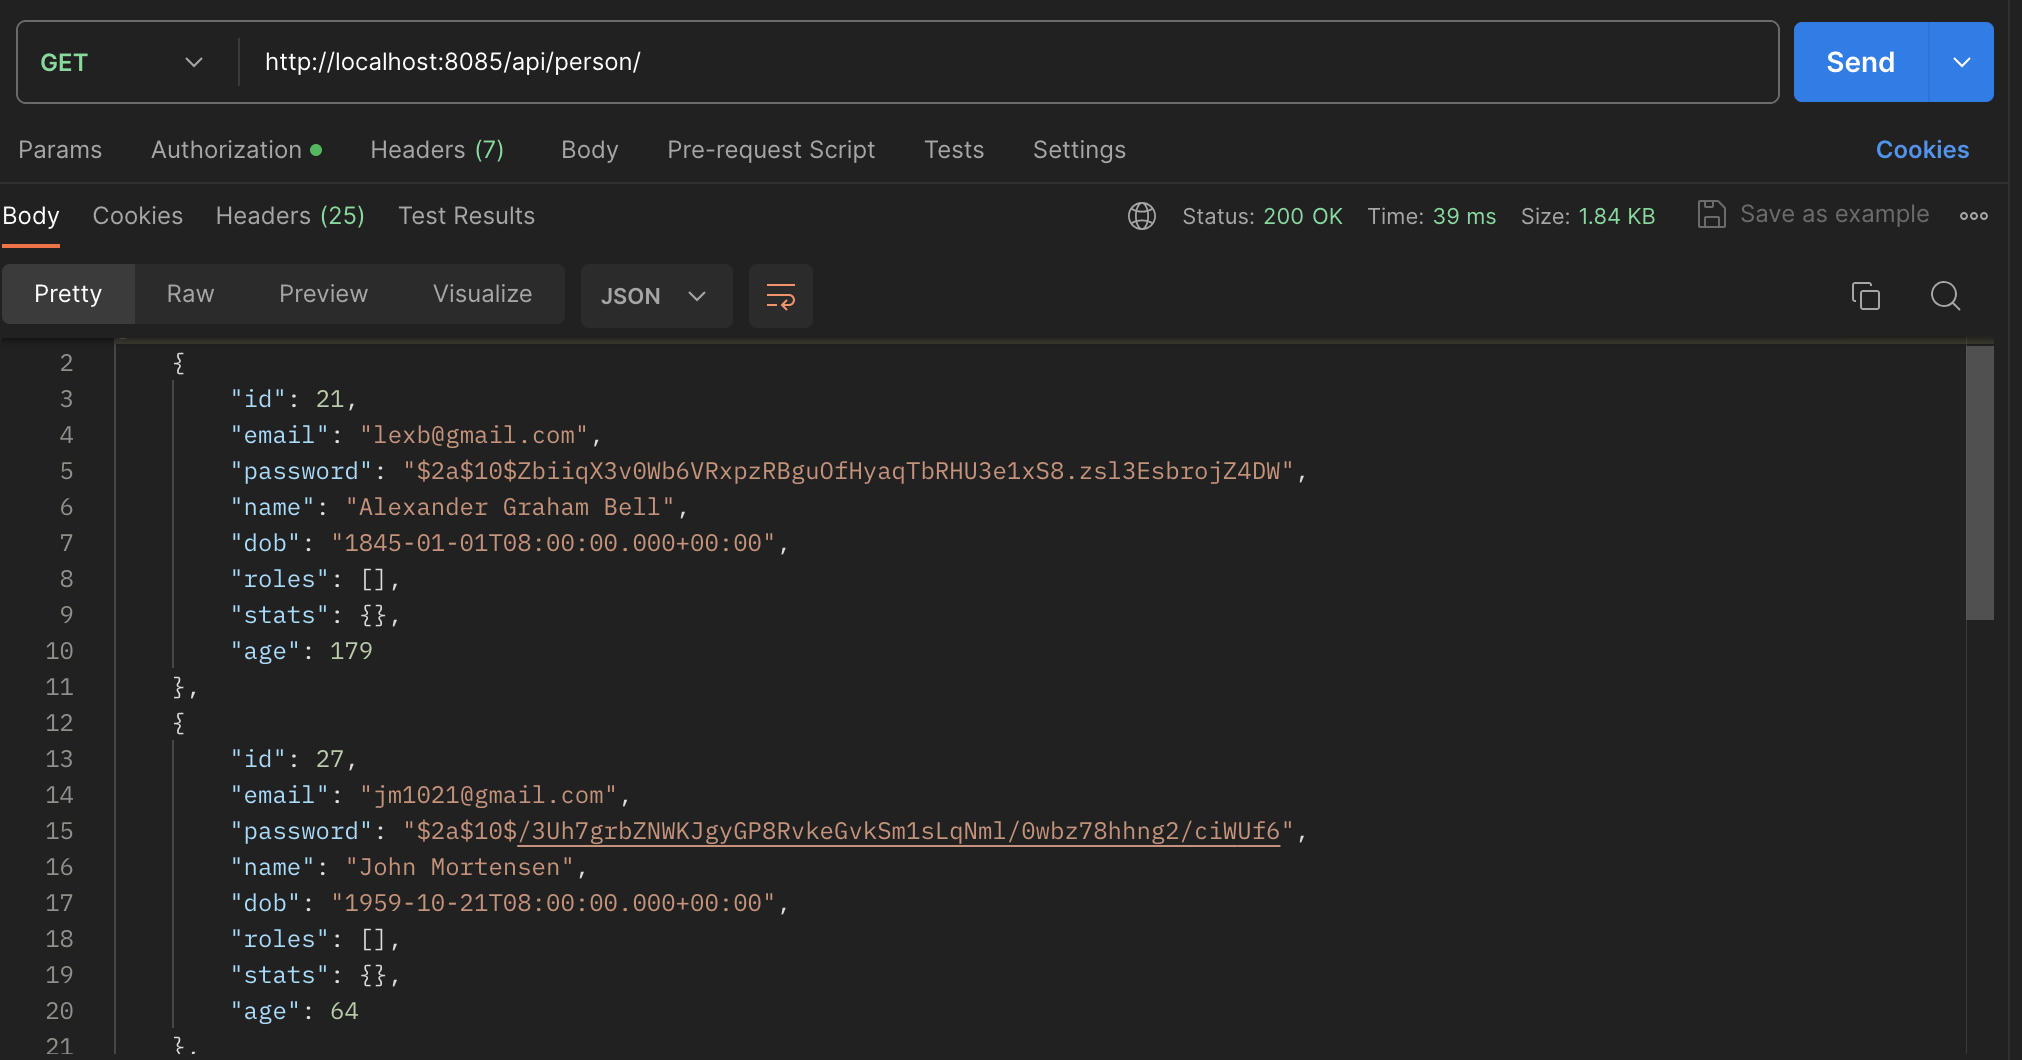 GET http://localhost:8085/api/person/ Send
Params Authorization Headers (7) Body Pre-request Script Tests Settings Cookies
Body Cookies Headers (25) Test Results Status: 200 OK Time: 39 ms Size: 1.84 KB Save as example
Pretty Raw Preview Visualize JSON
2 {
3 "id": 21,
4 "email": "lexb@gmail.com",
5 "password": "$2a$10$ZbiiqX3v0Wb6VRxpzRBguOfHyaqTbRHU3e1xS8.zsl3EsbrojZ4DW",
6 "name": "Alexander Graham Bell",
7 "dob": "1845-01-01T08:00:00.000+00:00",
8 "roles": [],
9 "stats": {},
10 "age": 179
11 },
12 {
13 "id": 27,
14 "email": "jm1021@gmail.com",
15 "password": "$2a$10$/3Uh7grbZNWKJgyGP8RvkeGvkSm1sLqNml/0wbz78hhng2/ciWUf6",
16 "name": "John Mortensen",
17 "dob": "1959-10-21T08:00:00.000+00:00",
18 "roles": [],
19 "stats": {},
20 "age": 64
21 },